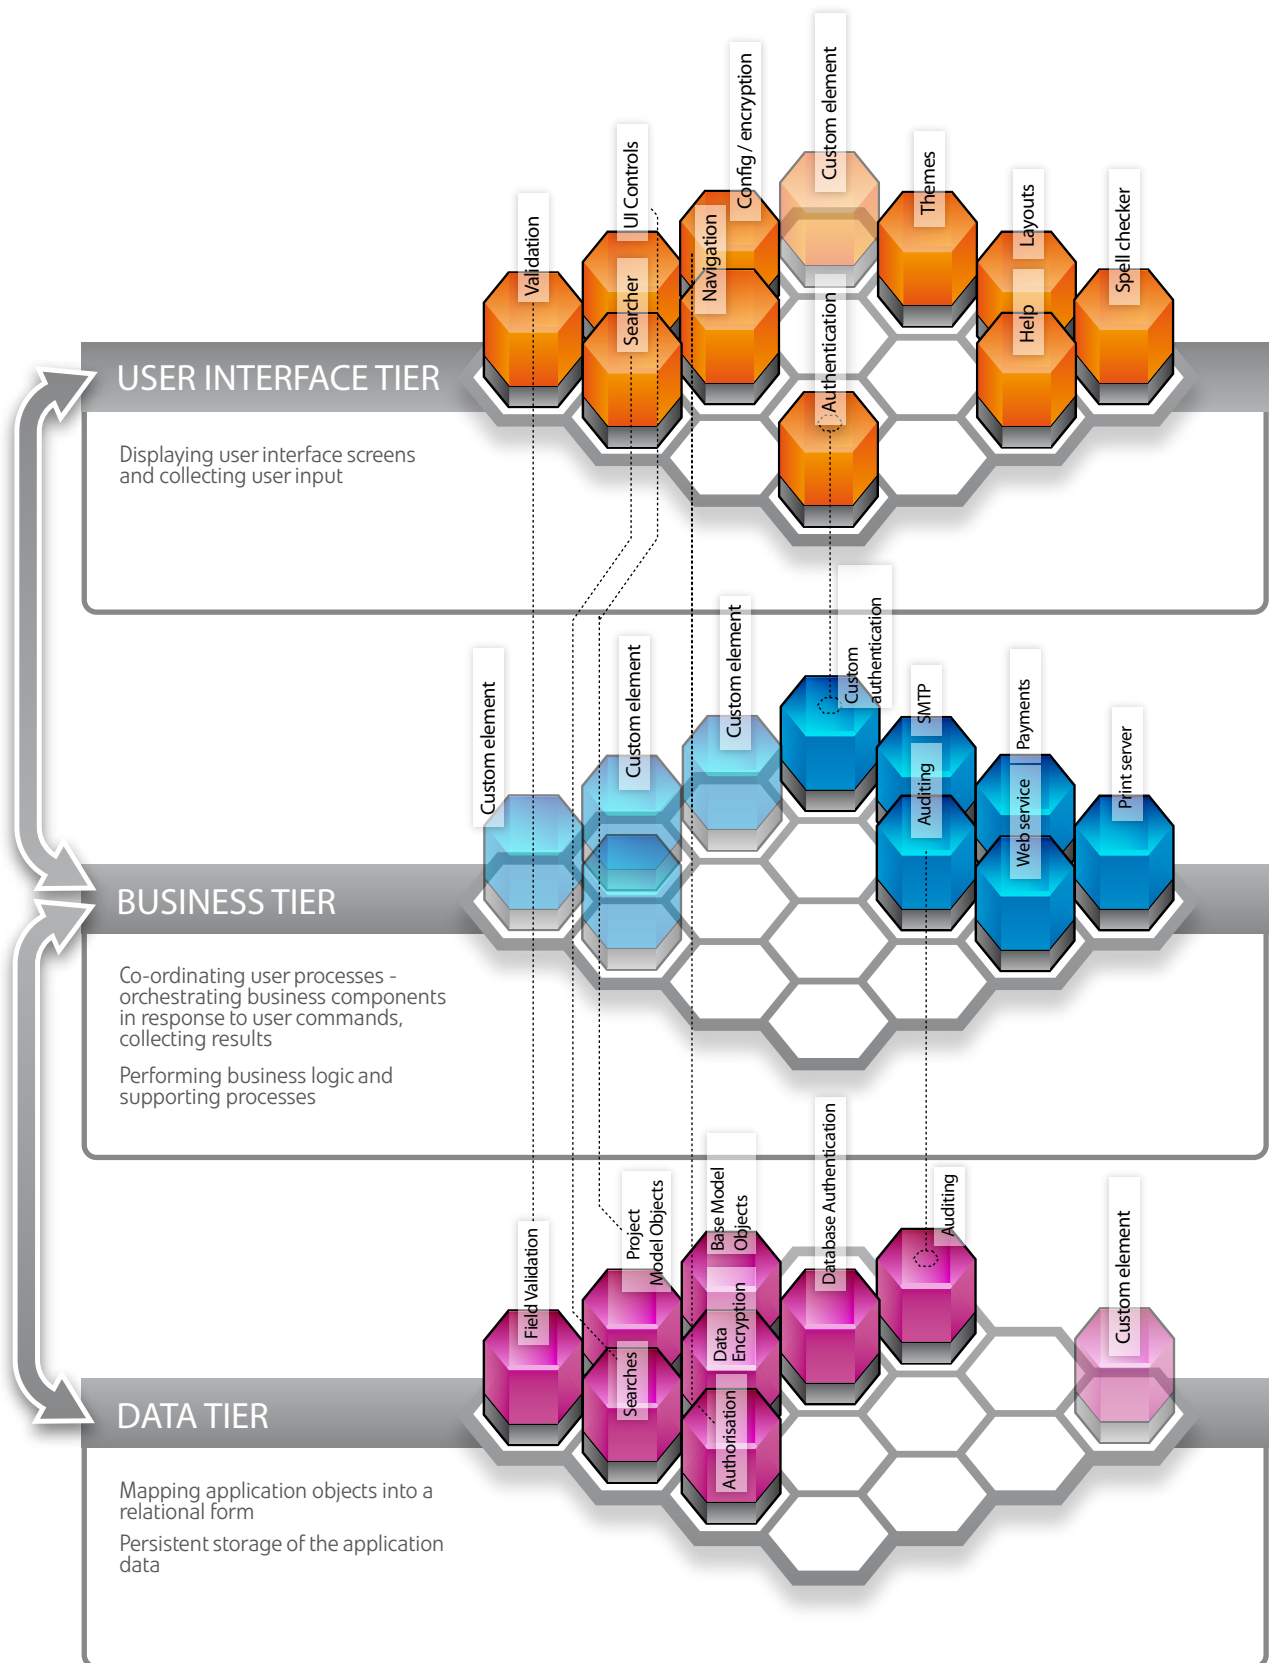 Custom element
Config / encryption
UI Controls
Themes
Layouts
Spell checker
Validation
Searcher
Navigation
Help
Authentication
USER INTERFACE TIER
Displaying user interface screens
and collecting user input
Custom
authentication
Custom element
Custom element
Custom element
SMTP
Payments
Print server
Auditing
Web service
BUSINESS TIER
Co-ordinating user processes -
orchestrating business components
in response to user commands,
collecting results
Performing business logic and
supporting processes
Database Authentication
Base Model
Objects
Project
Model Objects
Auditing
Custom element
Field Validation
Data
Encryption
Searches
Authorisation
DATA TIER
Mapping application objects into a
relational form
Persistent storage of the application
data